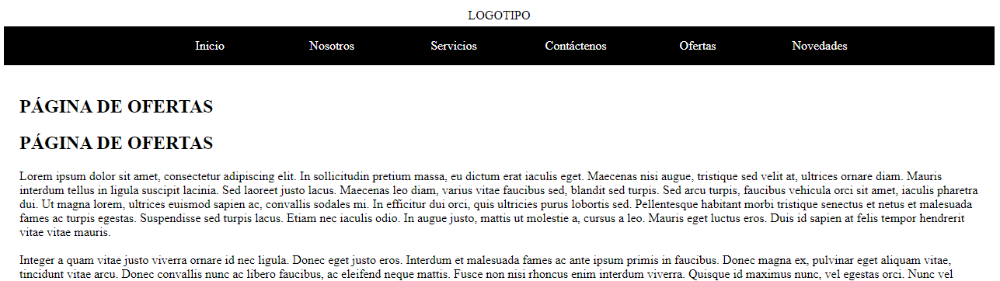 LOGOTIPO
Inicio Nosotros Servicios Contáctenos Ofertas Novedades
PÁGINA DE OFERTAS
PÁGINA DE OFERTAS
Lorem ipsum dolor sit amet, consectetur adipiscing elit. In sollicitudin pretium massa, eu dictum erat iaculis eget. Maecenas nisi augue, tristique sed velit at, ultrices ornare diam. Mauris
interdum tellus in ligula suscipit lacinia. Sed laoreet justo lacus. Maecenas leo diam, varius vitae faucibus sed, blandit sed turpis. Sed arcu turpis, faucibus vehicula orci sit amet, iaculis pharetra
dui. Ut magna lorem, ultrices euismod sapien ac, convallis sodales mi. In efficitur dui orci, quis ultricies purus lobortis sed. Pellentesque habitant morbi tristique senectus et netus et malesuada
fames ac turpis egestas. Suspendisse sed turpis lacus. Etiam nec iaculis odio. In augue justo, mattis ut molestie a, cursus a leo. Mauris eget luctus eros. Duis id sapien at felis tempor hendrerit
vitae vitae mauris.
Integer a quam vitae justo viverra ornare id nec ligula. Donec eget justo eros. Interdum et malesuada fames ac ante ipsum primis in faucibus. Donec magna ex, pulvinar eget aliquam vitae,
tincidunt vitae arcu. Donec convallis nunc ac libero faucibus, ac eleifend neque mattis. Fusce non nisi rhoncus enim interdum viverra. Quisque id maximus nunc, vel egestas orci. Nunc vel